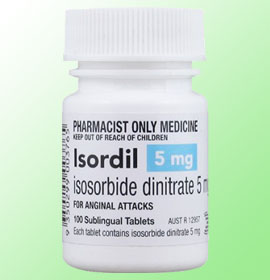 PHARMACIST ONLY MEDICINE
KEEP OUT OF REACH OF CHILDREN
Isordil 5 mg
isosorbide dinitrate 5 m
FOR ANGINAL ATTACKS
100 Sublingual Tablets AUST R 12957
Each tablet contains isosorbide dinitrate 5 mg